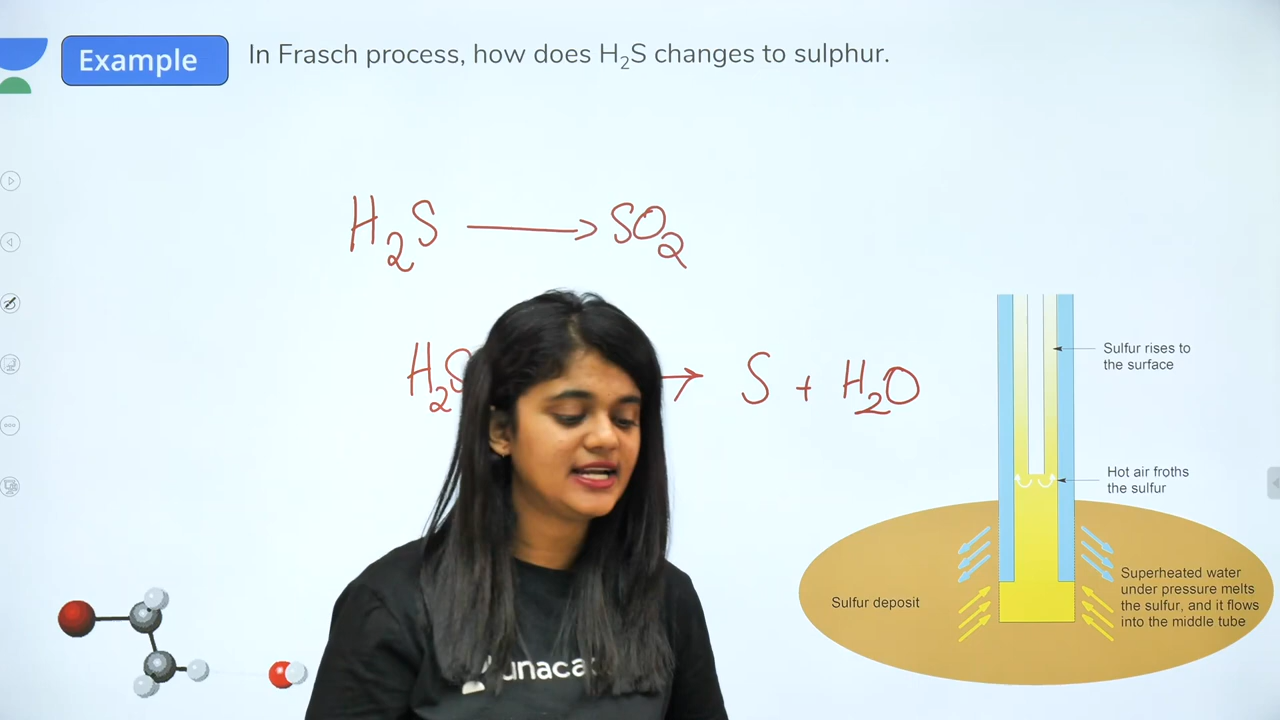 Example
In Frasch process, how does H₂S changes to sulphur.
H₂S ⟶ SO₂
H₂S → S + H₂O
Sulfur rises to
the surface
Hot air froths
the sulfur
Superheated water
under pressure melts
the sulfur, and it flows
into the middle tube
Sulfur deposit
unaca